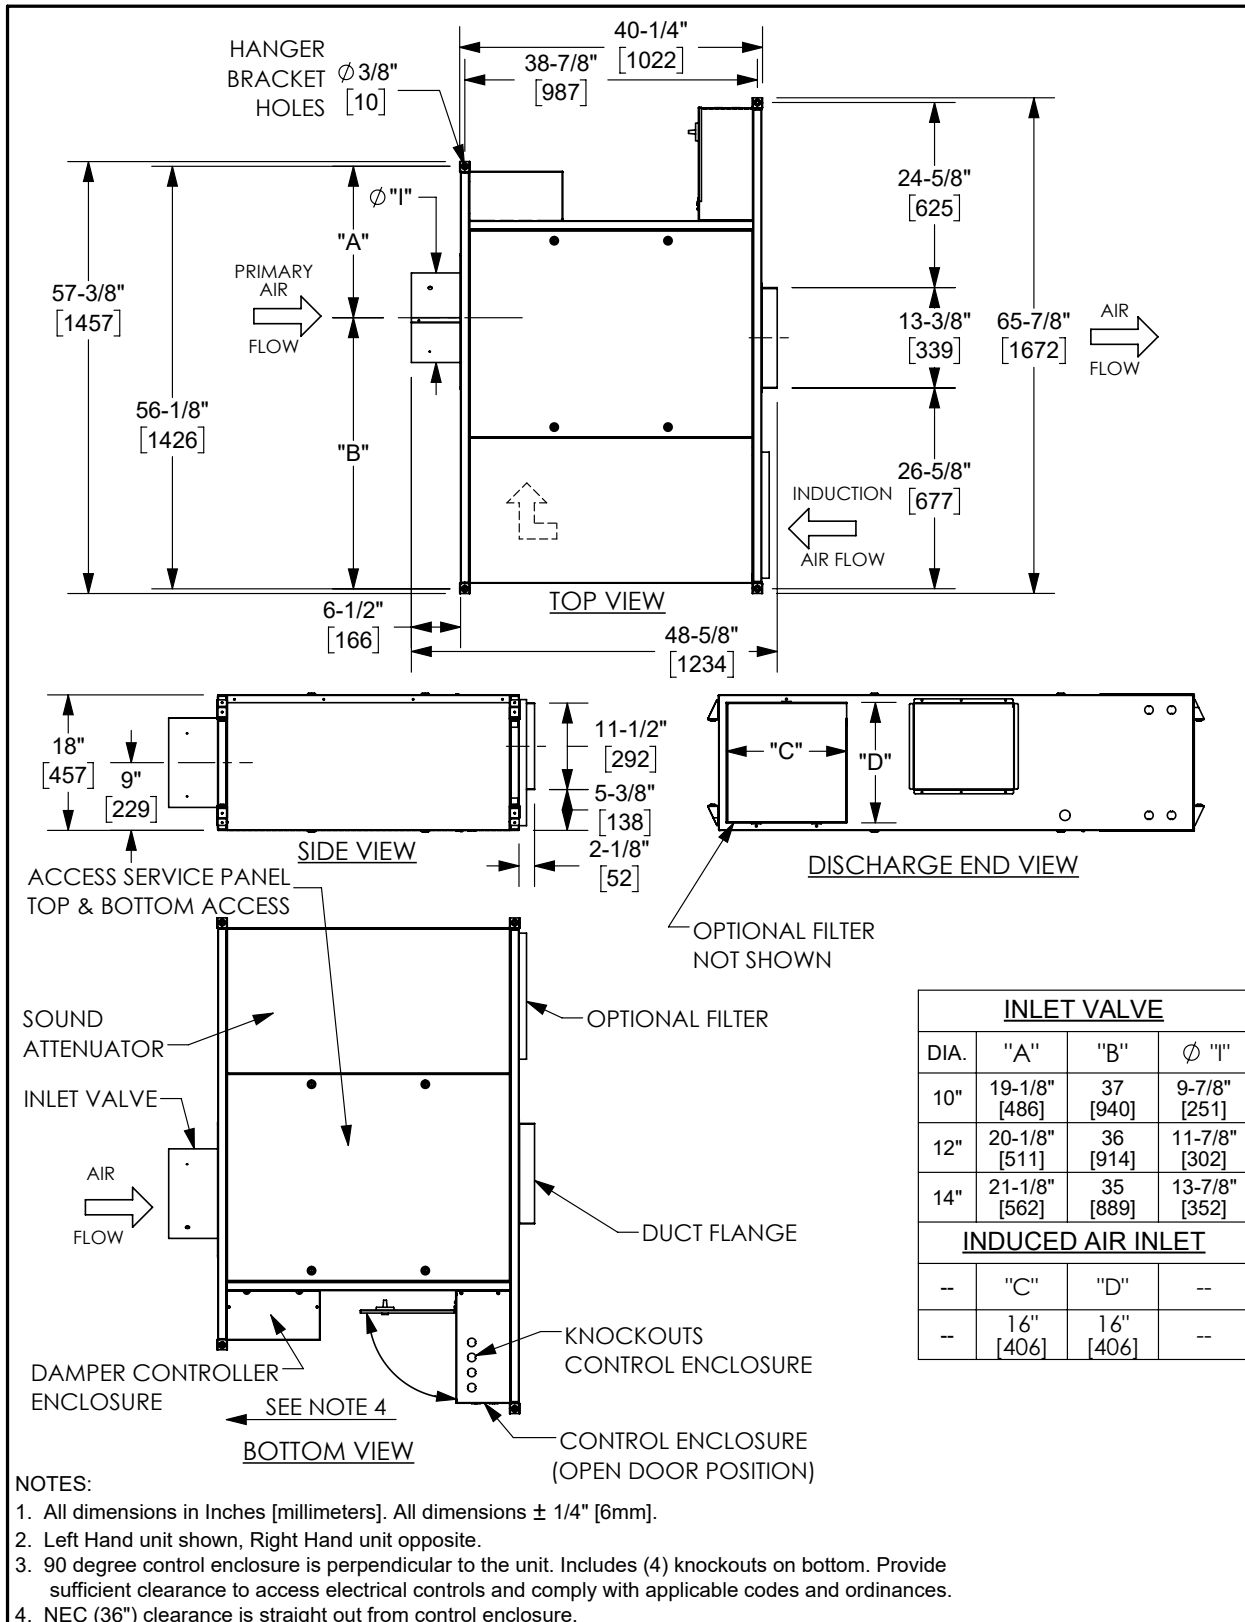 HANGER
BRACKET
HOLES
Ø 3/8"
[10]
40-1/4"
[1022]
38-7/8"
[987]
Ø "I"
"A"
24-5/8"
[625]
PRIMARY
AIR
FLOW
57-3/8"
[1457]
13-3/8"
[339]
65-7/8"
[1672]
AIR
FLOW
56-1/8"
[1426]
"B"
26-5/8"
[677]
INDUCTION
AIR FLOW
L
TOP VIEW
6-1/2"
[166]
48-5/8"
[1234]
18"
[457]
9"
[229]
11-1/2"
[292]
5-3/8"
[138]
2-1/8"
[52]
SIDE VIEW
"C"
"D"
DISCHARGE END VIEW
OPTIONAL FILTER
NOT SHOWN
ACCESS SERVICE PANEL
TOP & BOTTOM ACCESS
SOUND
ATTENUATOR
OPTIONAL FILTER
INLET VALVE
AIR
FLOW
DUCT FLANGE
DAMPER CONTROLLER
ENCLOSURE
KNOCKOUTS
CONTROL ENCLOSURE
SEE NOTE 4
BOTTOM VIEW
CONTROL ENCLOSURE
(OPEN DOOR POSITION)
INLET VALVE
DIA. "A" "B" Ø "I"
10" 19-1/8" [486] 37 [940] 9-7/8" [251]
12" 20-1/8" [511] 36 [914] 11-7/8" [302]
14" 21-1/8" [562] 35 [889] 13-7/8" [352]
INDUCED AIR INLET
-- "C" "D" --
-- 16" [406] 16" [406] --
NOTES:
1. All dimensions in Inches [millimeters]. All dimensions ± 1/4" [6mm].
2. Left Hand unit shown, Right Hand unit opposite.
3. 90 degree control enclosure is perpendicular to the unit. Includes (4) knockouts on bottom. Provide
sufficient clearance to access electrical controls and comply with applicable codes and ordinances.
4. NEC (36") clearance is straight out from control enclosure.